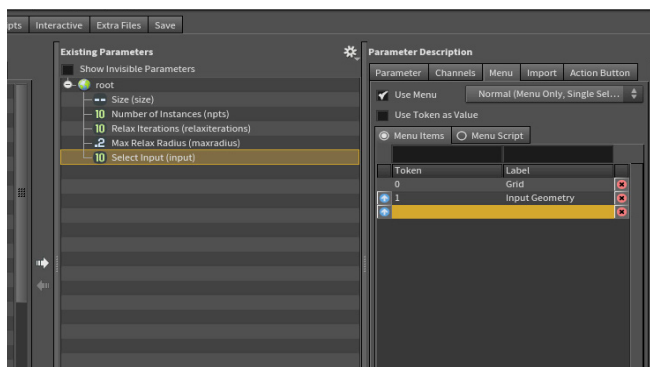 pts Interactive Extra Files Save
Existing Parameters
Show Invisible Parameters
root
Size (size)
10 Number of Instances (npts)
10 Relax Iterations (relaxiterations)
.2 Max Relax Radius (maxradius)
10 Select Input (input)
Parameter Description
Parameter Channels Menu Import Action Button
Use Menu Normal (Menu Only, Single Sel...
Use Token as Value
Menu Items Menu Script
Token Label
0 Grid
1 Input Geometry